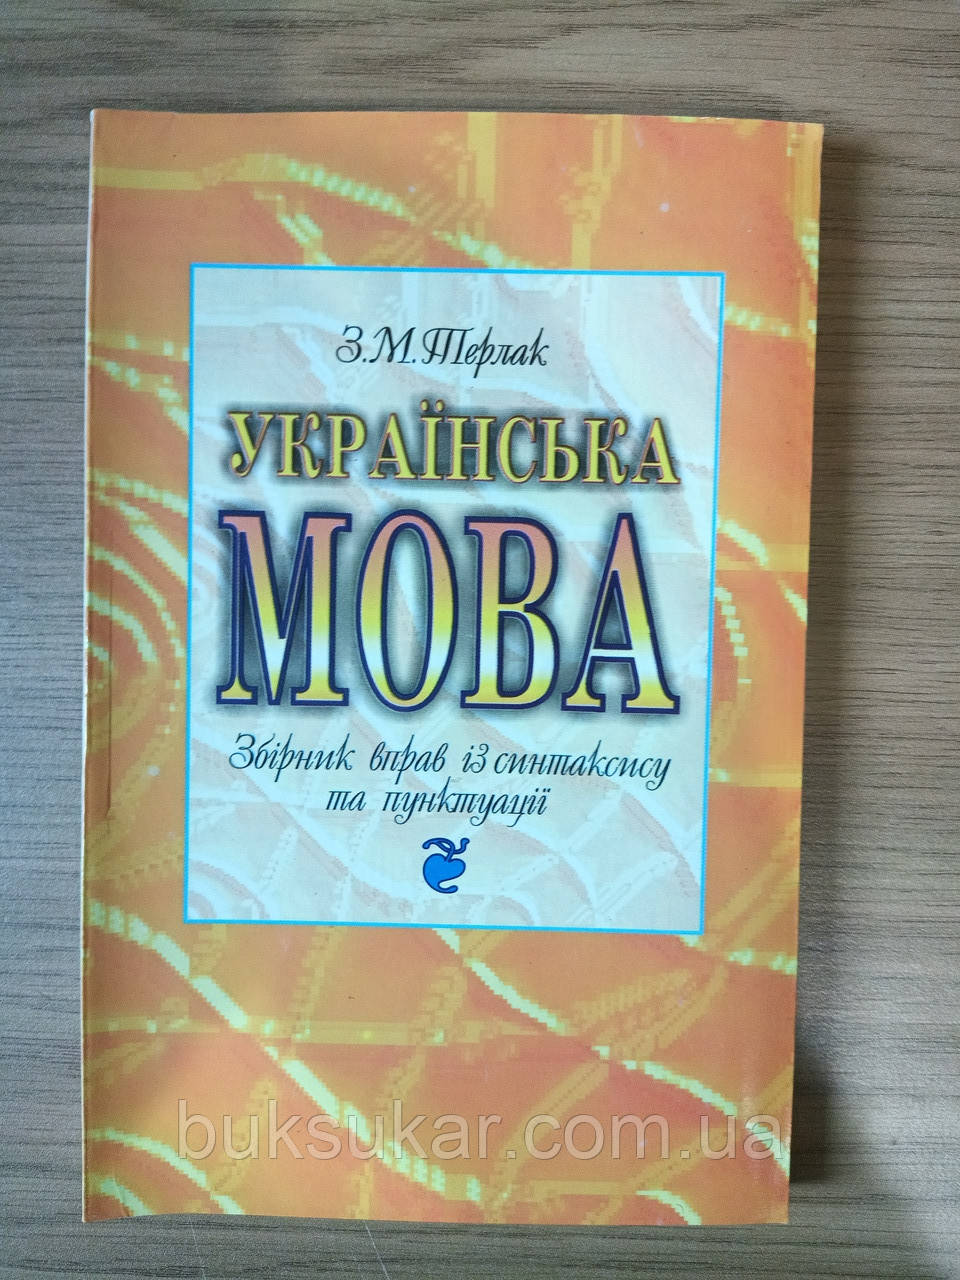 З.М.Терлак
УКРАЇНСЬКА
МОВА
Збірник вправ із синтаксису
та пунктуації
buksukar.com.ua